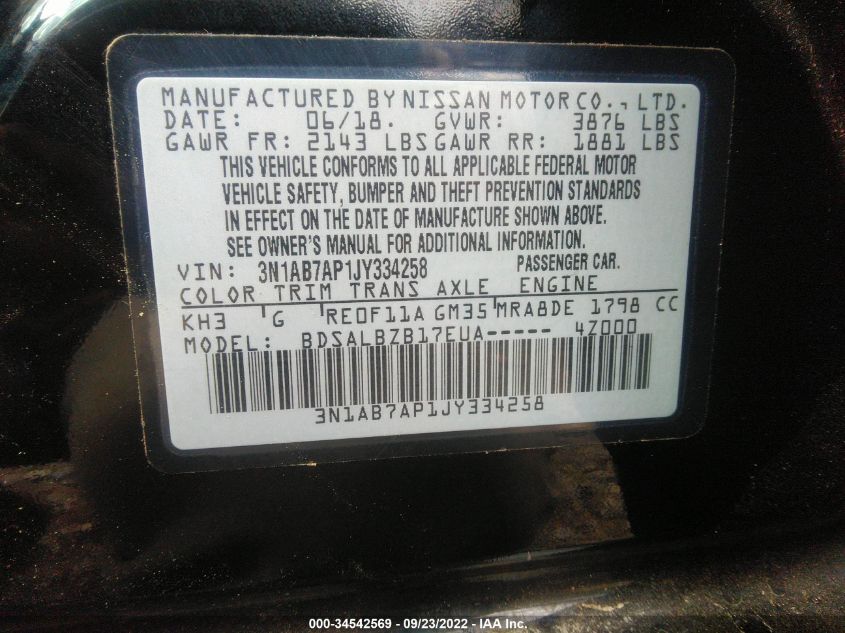 MANUFACTURED BY NISSAN MOTOR CO., LTD.
DATE: 06/18. GVWR: 3876 LBS
GAWR FR: 2143 LBS GAWR RR: 1881 LBS
THIS VEHICLE CONFORMS TO ALL APPLICABLE FEDERAL MOTOR
VEHICLE SAFETY, BUMPER AND THEFT PREVENTION STANDARDS
IN EFFECT ON THE DATE OF MANUFACTURE SHOWN ABOVE.
SEE OWNER'S MANUAL FOR ADDITIONAL INFORMATION.
VIN: 3N1AB7AP1JY334258 PASSENGER CAR.
COLOR TRIM TRANS AXLE ENGINE
KH3 'G 'RE0F11A GM35'MRA8DE 1798 CC
MODEL: BDSALBZB17EUA----- 4Z000
3N1AB7AP1JY334258
000-34542569 - 09/23/2022 - IAA Inc.